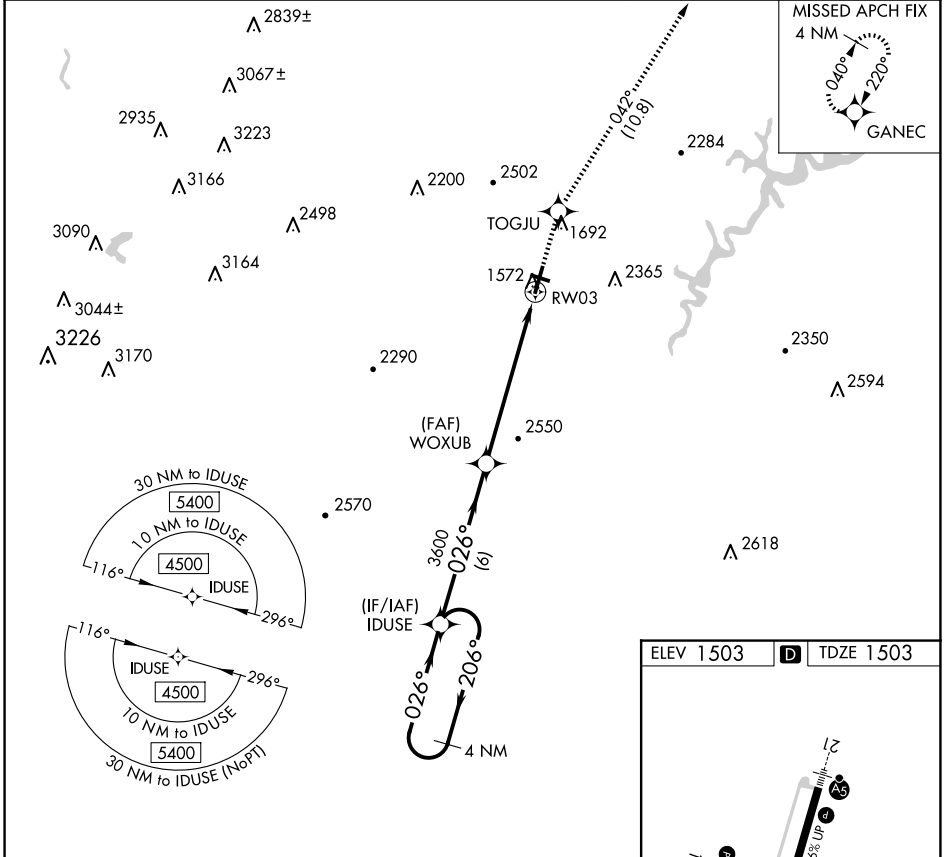 2839±
MISSED APCH FIX
4 NM
040°
220°
GANEC
3067±
2935
3223
042°
(10.8)
2284
3166
2200
2502
2498
TOGJU
1692
3090
3164
1572
2365
RW03
3044±
3226
3170
2290
2350
2594
(FAF)
WOXUB
2550
30 NM to IDUSE
5400
10 NM to IDUSE
4500
116°
IDUSE
296°
2570
3600
026°
(6)
2618
(IF/IAF)
IDUSE
116°
IDUSE
296°
4500
10 NM to IDUSE
5400
30 NM to IDUSE (NoPT)
026°
206°
4 NM
ELEV 1503
D
TDZE 1503
21
A5
P
% UP
P